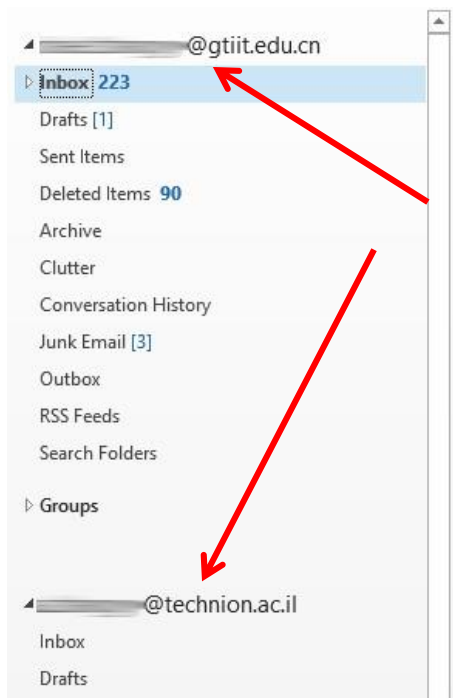 @gtiit.edu.cn
Inbox 223
Drafts [1]
Sent Items
Deleted Items 90
Archive
Clutter
Conversation History
Junk Email [3]
Outbox
RSS Feeds
Search Folders
Groups
@technion.ac.il
Inbox
Drafts